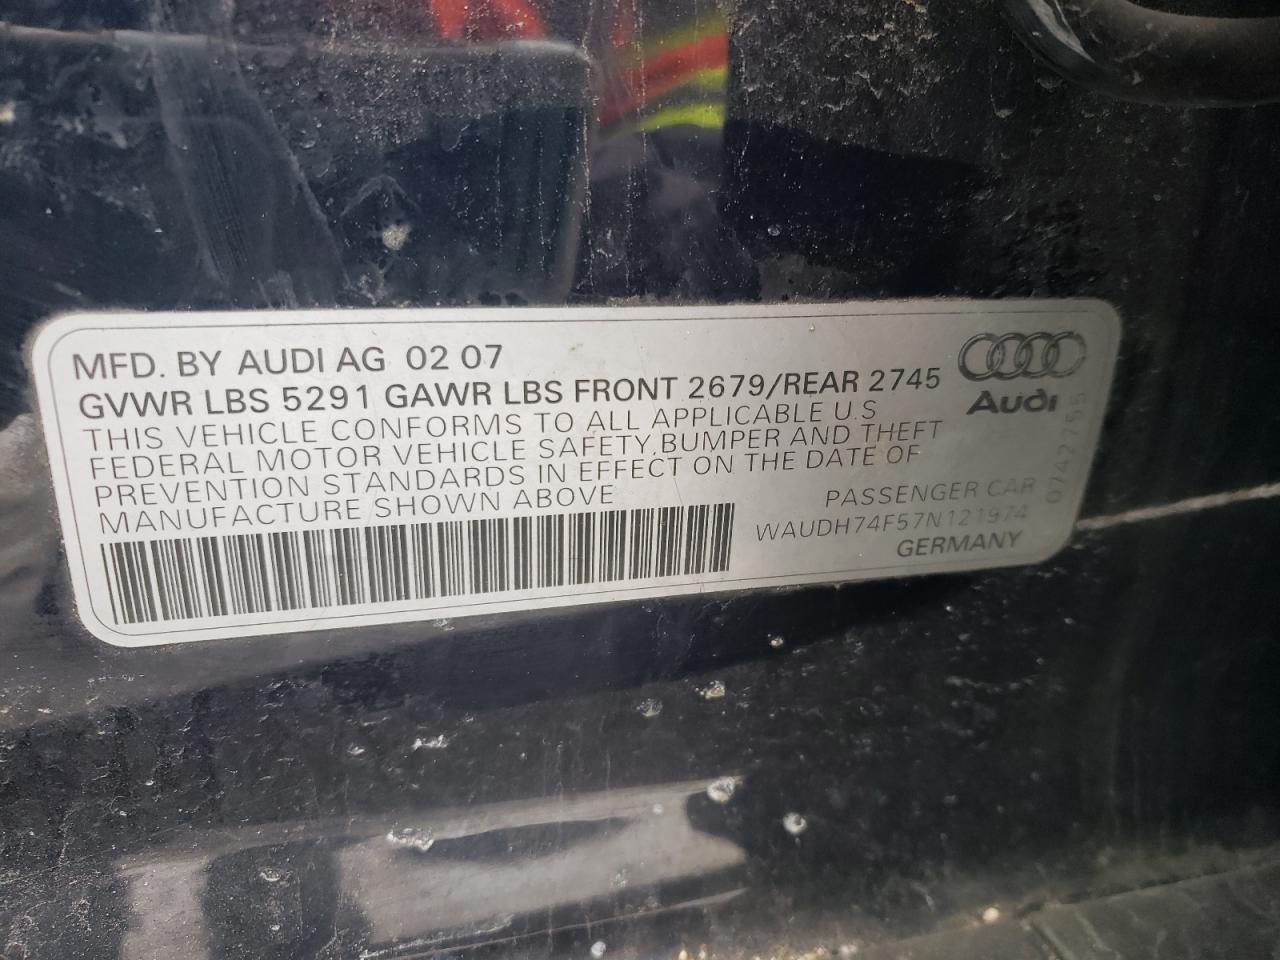 MFD. BY AUDI AG 02 07
GVWR LBS 5291 GAWR LBS FRONT 2679/REAR 2745
THIS VEHICLE CONFORMS TO ALL APPLICABLE U.S
FEDERAL MOTOR VEHICLE SAFETY, BUMPER AND THEFT
PREVENTION STANDARDS IN EFFECT ON THE DATE OF
MANUFACTURE SHOWN ABOVE
Audi
PASSENGER CAR
WAUDH74F57N121974
GERMANY
0742755